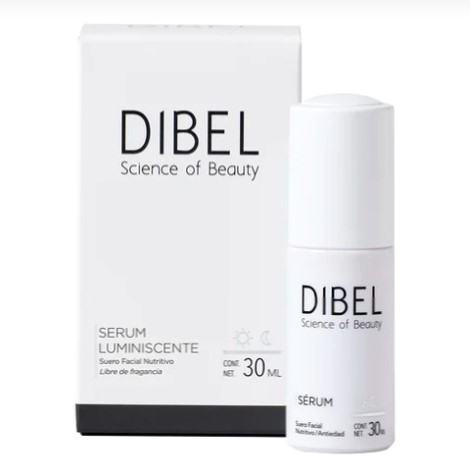 DIBEL
Science of Beauty
SERUM
LUMINISCENTE
Suero Facial Nutritivo
Libre de fragancia
CONT.
NET. 30 ML
DIBEL
Science of Beauty
SÉRUM
Suero Facial
Nutritivo/Antiedad
CONT.
NET. 30 ML